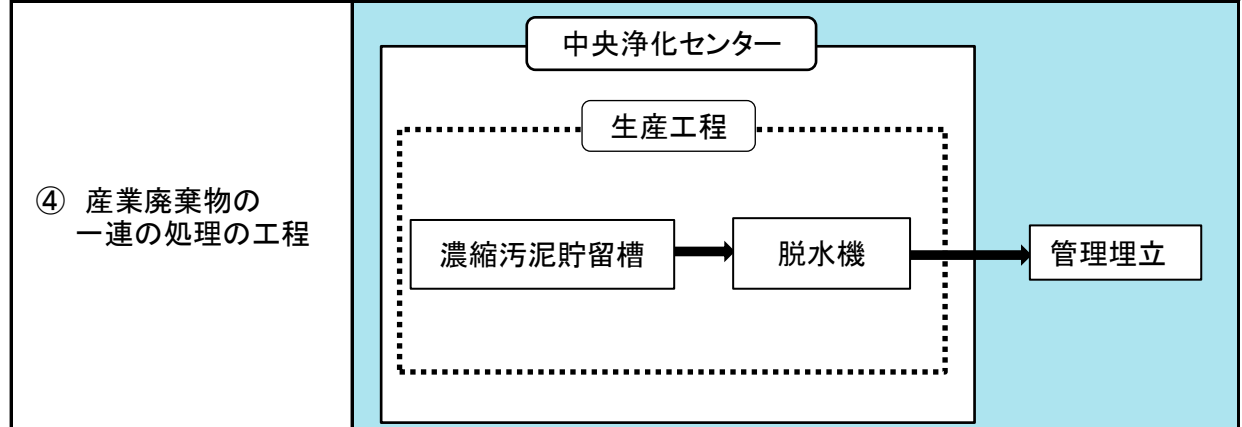 ④ 産業廃棄物の
一連の処理の工程
中央浄化センター
生産工程
濃縮汚泥貯留槽
脱水機
管理埋立